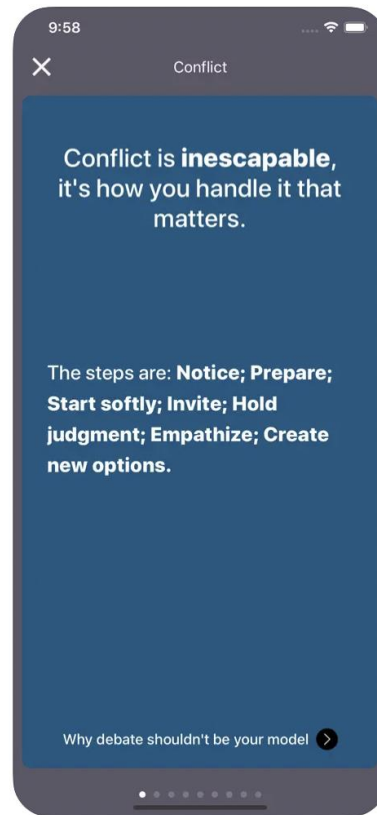 9:58
Conflict
Conflict is inescapable,
it's how you handle it that
matters.
The steps are: Notice; Prepare;
Start softly; Invite; Hold
judgment; Empathize; Create
new options.
Why debate shouldn't be your model